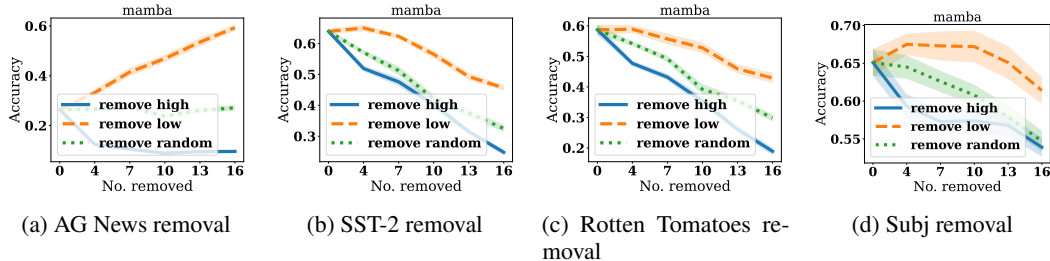 mamba
Accuracy
0.6
0.4
0.2
remove high
remove low
remove random
0 4 7 10 13 16
No. removed
(a) AG News removal
mamba
Accuracy
0.6
0.5
0.4
0.3
remove high
remove low
remove random
0 4 7 10 13 16
No. removed
(b) SST-2 removal
mamba
Accuracy
0.6
0.5
0.4
0.3
0.2
remove high
remove low
remove random
0 4 7 10 13 16
No. removed
(c) Rotten Tomatoes re-
moval
mamba
Accuracy
0.70
0.65
0.60
0.55
remove high
remove low
remove random
0 4 7 10 13 16
No. removed
(d) Subj removal